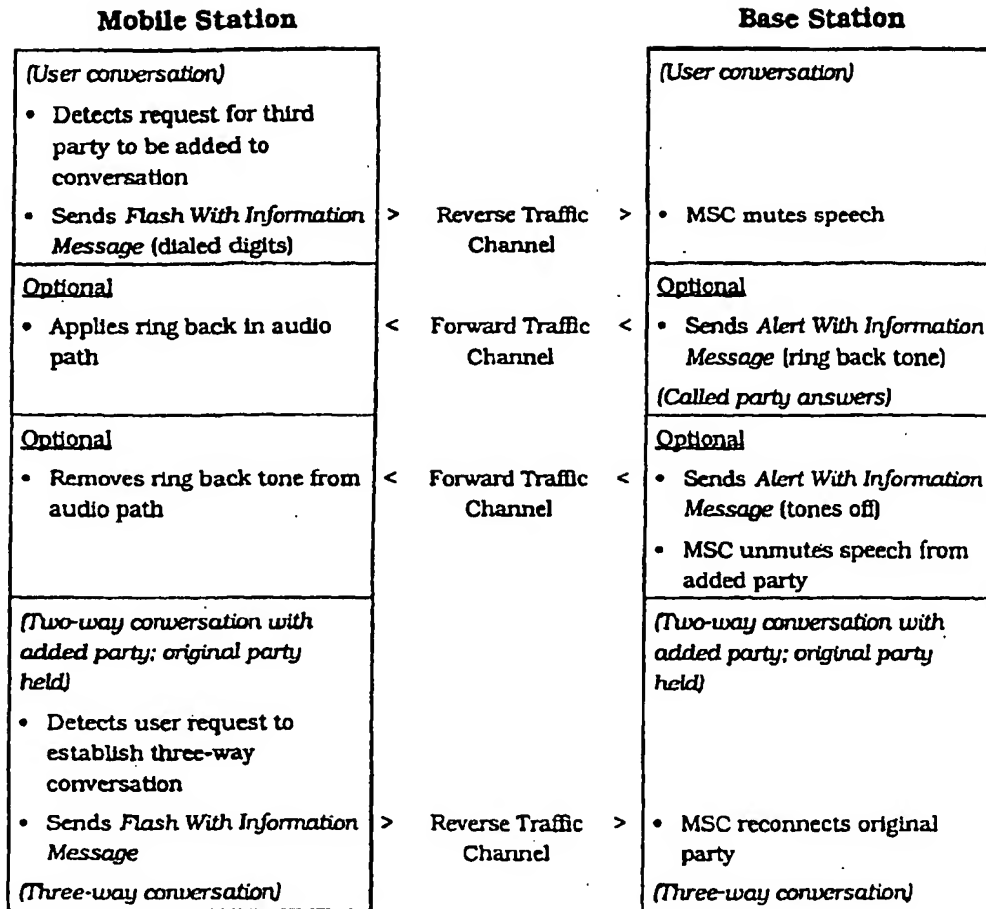 Mobile Station
Base Station
(User conversation)
(User conversation)
• Detects request for third
party to be added to
conversation
• Sends Flash With Information
Message (dialed digits)
> Reverse Traffic >
Channel
• MSC mutes speech
Optional
Optional
• Applies ring back in audio
path
< Forward Traffic <
Channel
• Sends Alert With Information
Message (ring back tone)
(Called party answers)
Optional
Optional
• Removes ring back tone from
audio path
< Forward Traffic <
Channel
• Sends Alert With Information
Message (tones off)
• MSC unmutes speech from
added party
(Two-way conversation with
added party; original party
held)
(Two-way conversation with
added party; original party
held)
• Detects user request to
establish three-way
conversation
• Sends Flash With Information
Message
> Reverse Traffic >
Channel
• MSC reconnects original
party
(Three-way conversation)
(Three-way conversation)